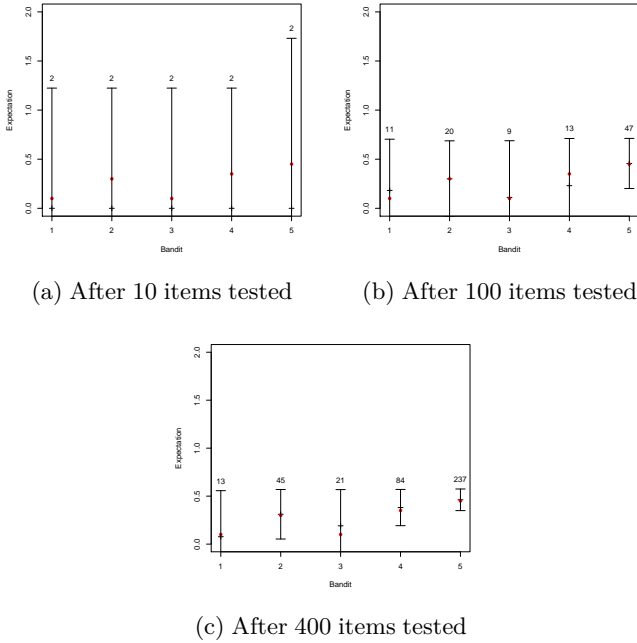 2.0
1.5
1.0
0.5
0.0
Expectation
2 2 2 2 2
1 2 3 4 5
Bandit
(a) After 10 items tested
2.0
1.5
1.0
0.5
0.0
Expectation
11 20 9 13 47
1 2 3 4 5
Bandit
(b) After 100 items tested
2.0
1.5
1.0
0.5
0.0
Expectation
13 45 21 84 237
1 2 3 4 5
Bandit
(c) After 400 items tested